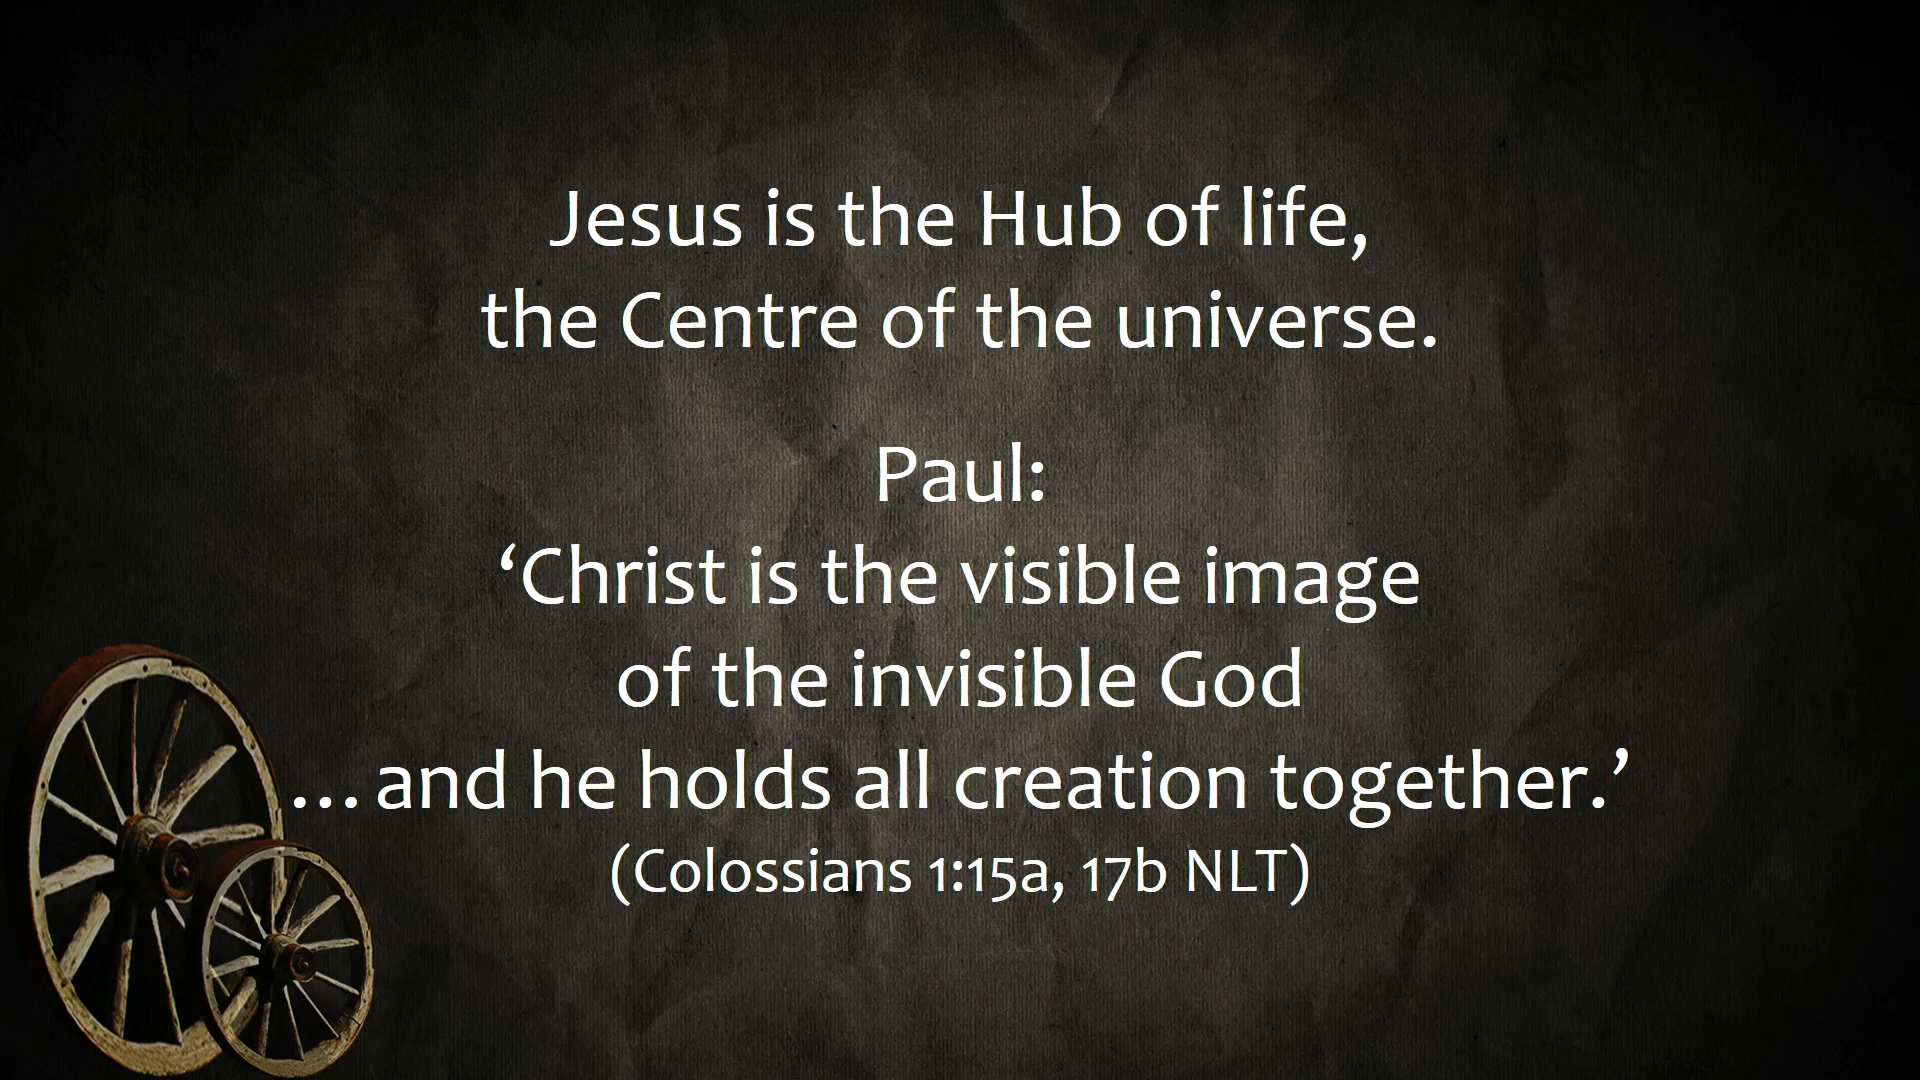 Jesus is the Hub of life,
the Centre of the universe.
Paul:
‘Christ is the visible image
of the invisible God
…and he holds all creation together.’
(Colossians 1:15a, 17b NLT)